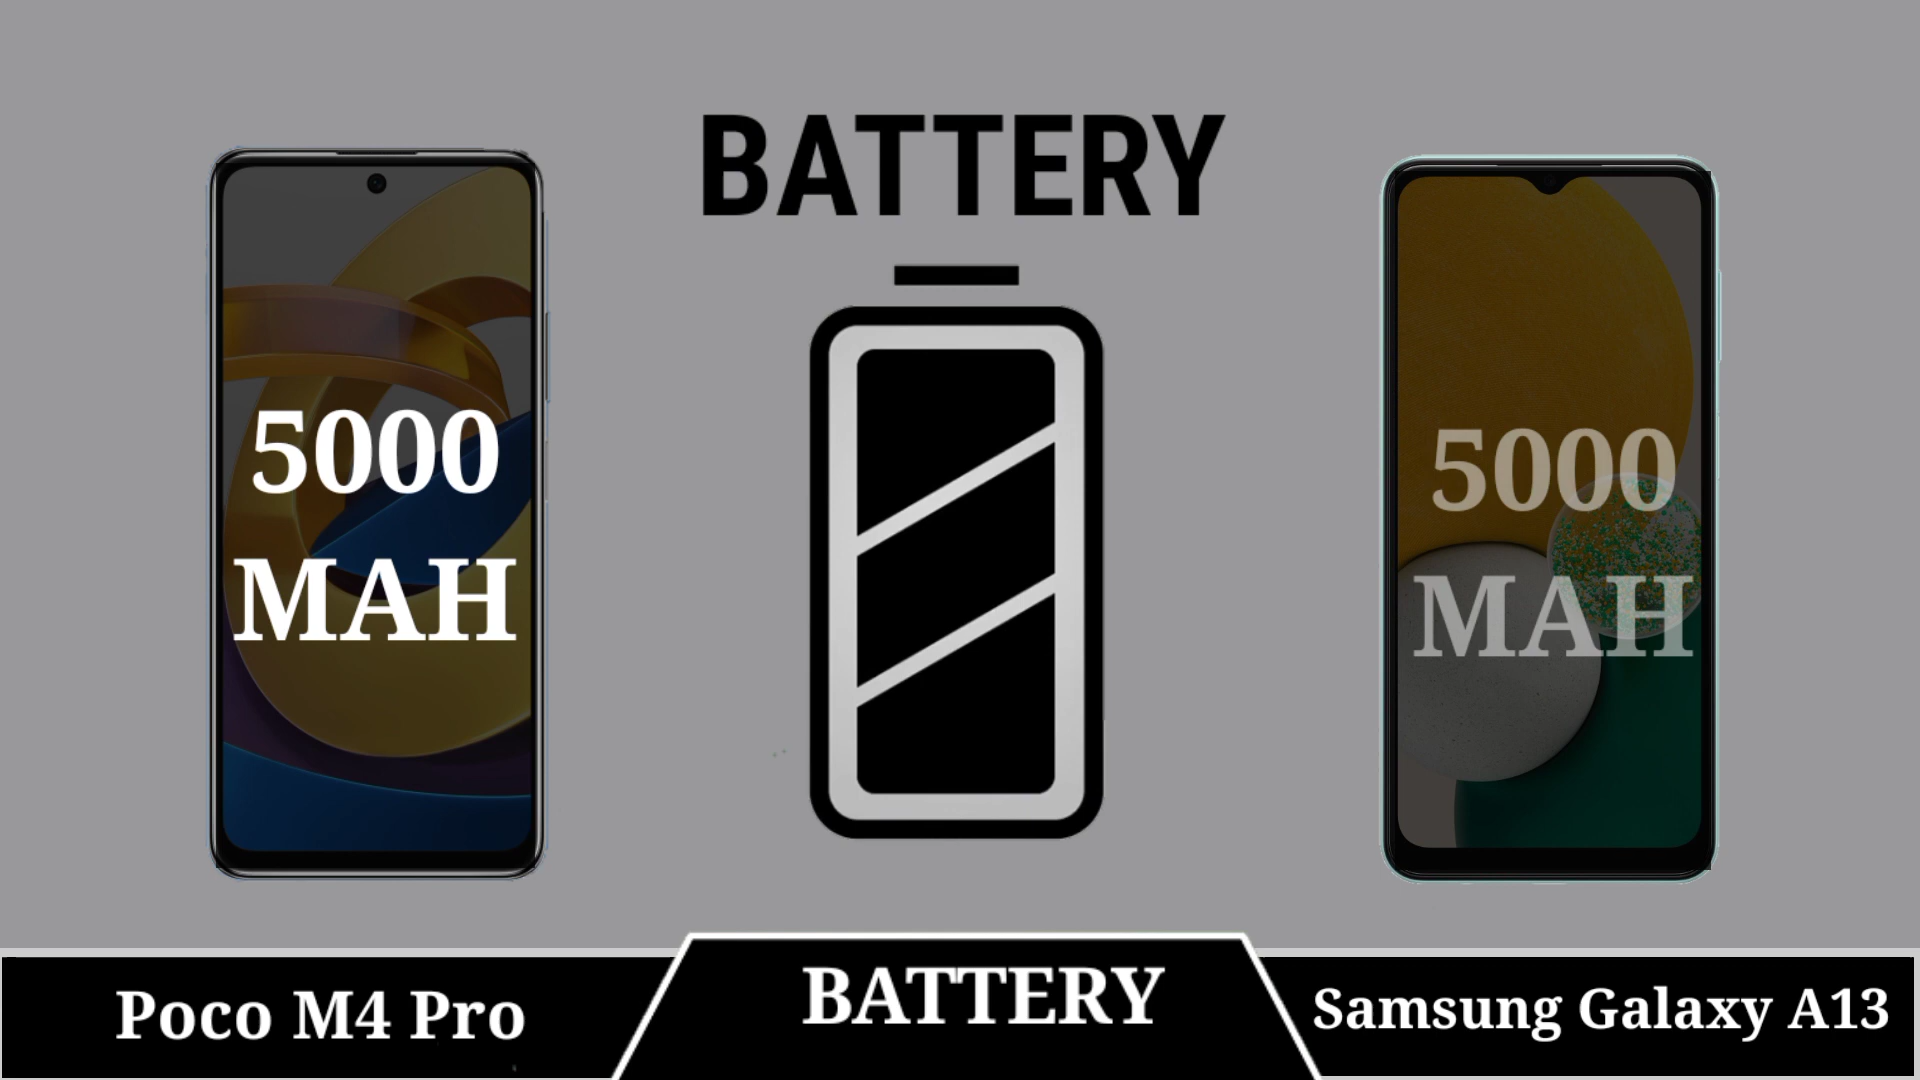 BATTERY
5000
MAH
5000
MAH
Poco M4 Pro
BATTERY
Samsung Galaxy A13